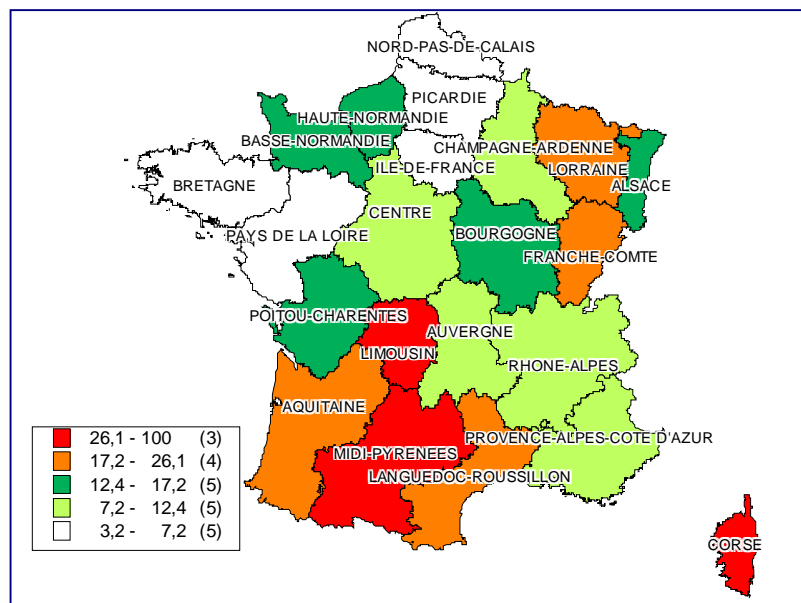 NORD-PAS-DE-CALAIS
PICARDIE
HAUTE-NORMANDIE
BASSE-NORMANDIE
CHAMPAGNE-ARDENNE
ILE-DE-FRANCE
LORRAINE
ALSACE
BRETAGNE
CENTRE
PAYS DE LA LOIRE
BOURGOGNE
FRANCHE-COMTE
POITOU-CHARENTES
AUVERGNE
LIMOUSIN
RHONE-ALPES
AQUITAINE
PROVENCE-ALPES-COTE D'AZUR
MIDI-PYRENEES
LANGUEDOC-ROUSSILLON
CORSE
26,1 - 100 (3)
17,2 - 26,1 (4)
12,4 - 17,2 (5)
7,2 - 12,4 (5)
3,2 - 7,2 (5)